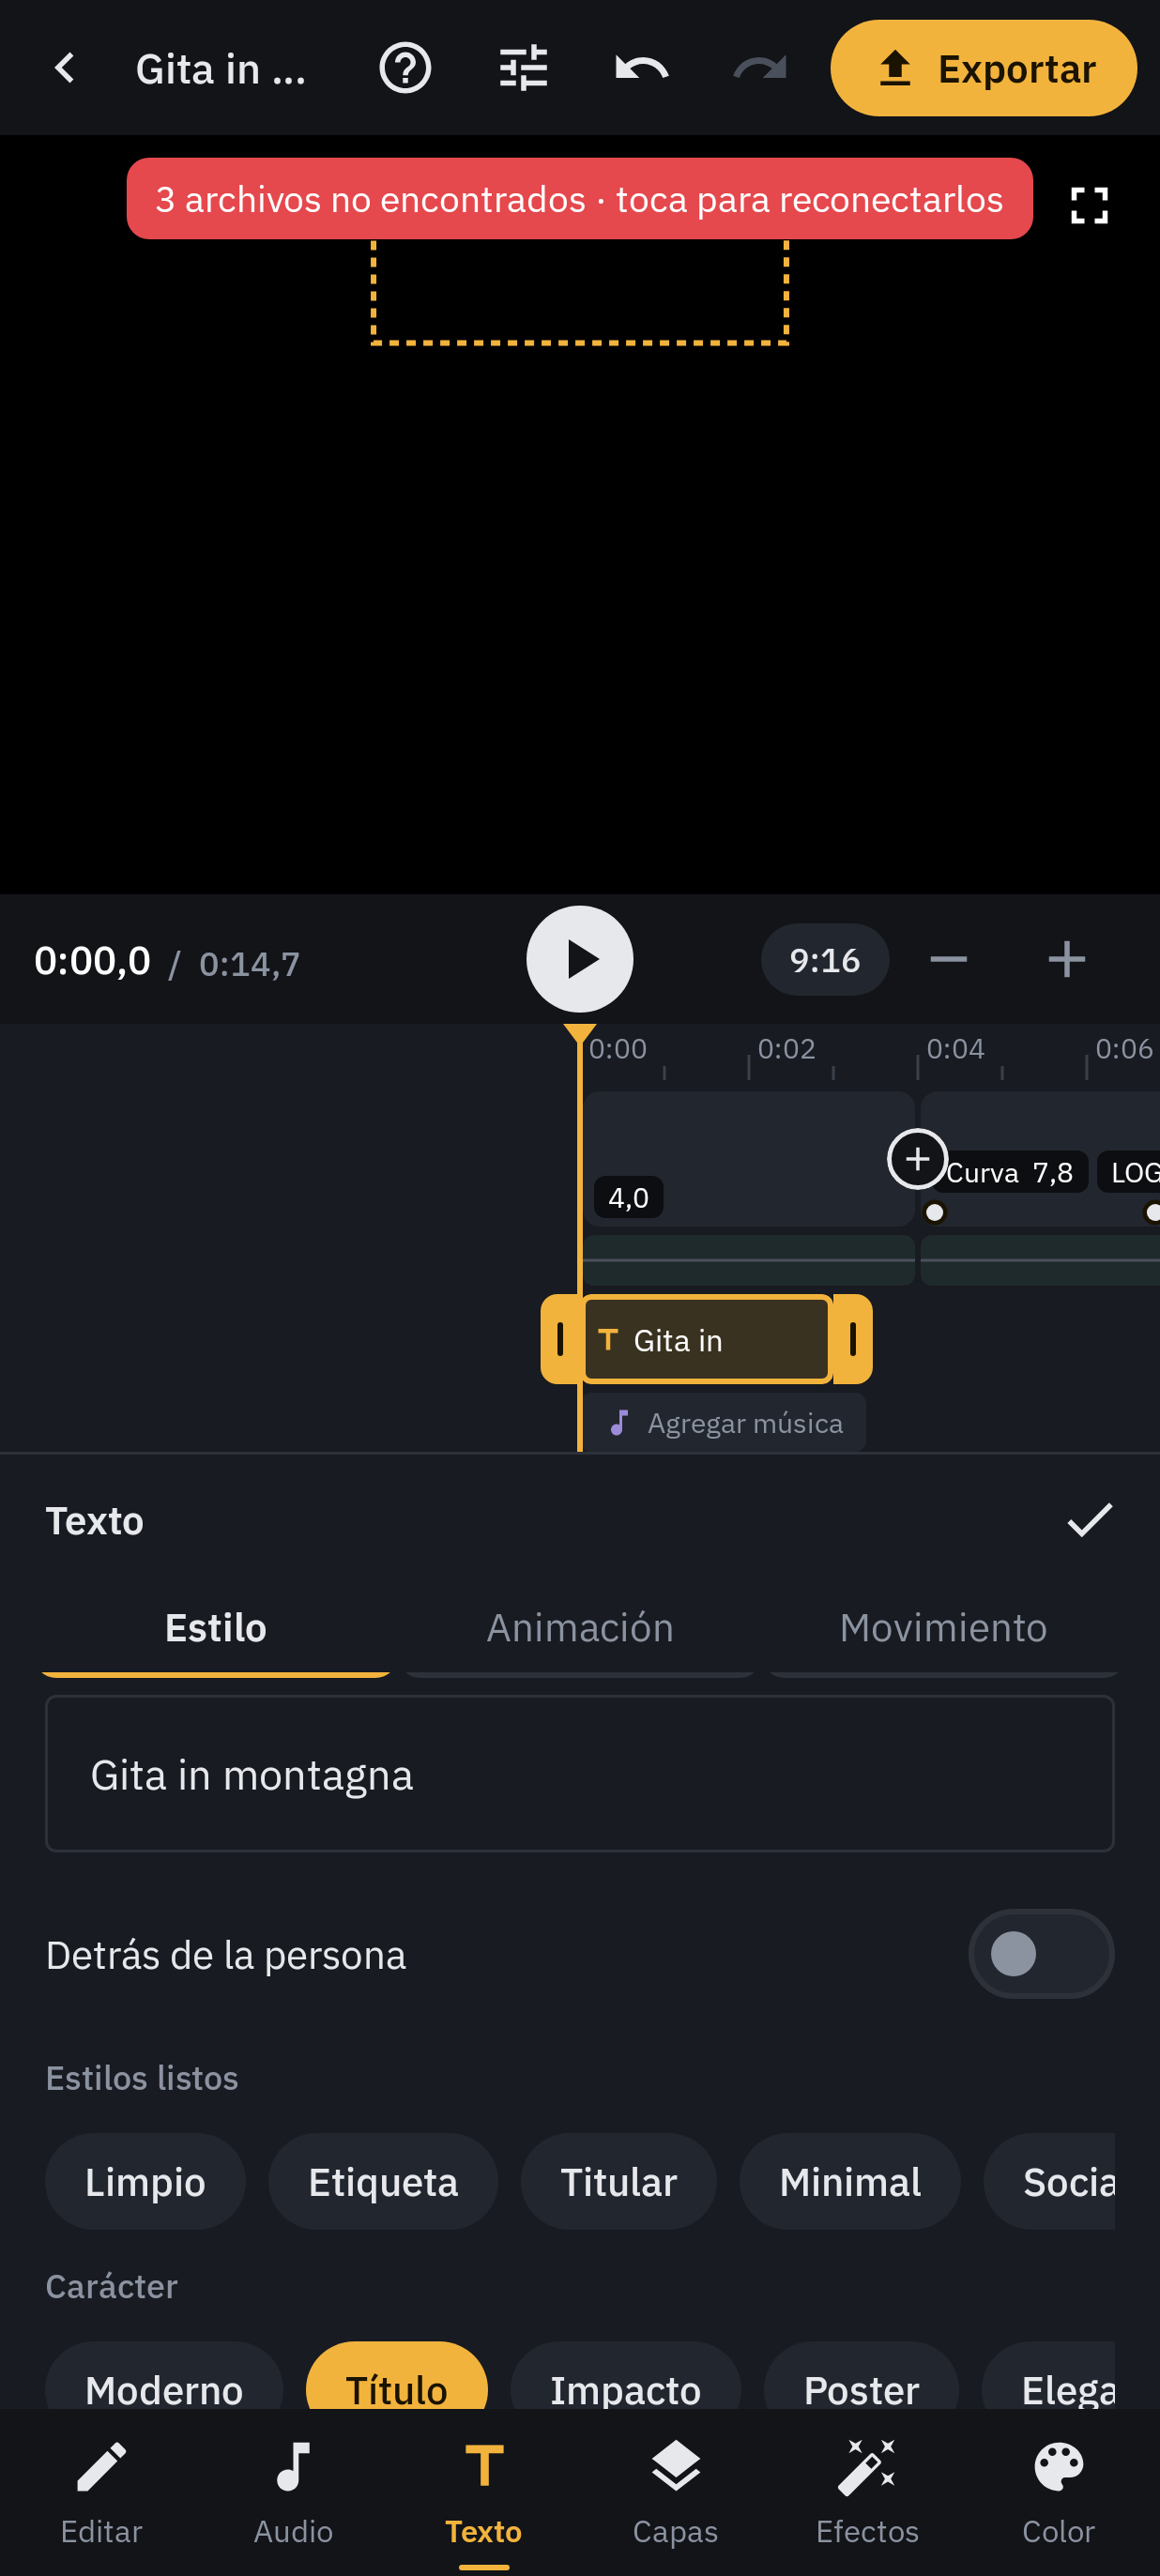 Gita in ...
Exportar
3 archivos no encontrados · toca para reconectarlos
0:00,0 / 0:14,7
9:16
0:00 0:02 0:04 0:06
4,0
Curva 7,8
LOG
Gita in
Agregar música
Texto
Estilo Animación Movimiento
Gita in montagna
Detrás de la persona
Estilos listos
Limpio Etiqueta Titular Minimal Socia
Carácter
Moderno Título Impacto Poster Elega
Editar Audio Texto Capas Efectos Color